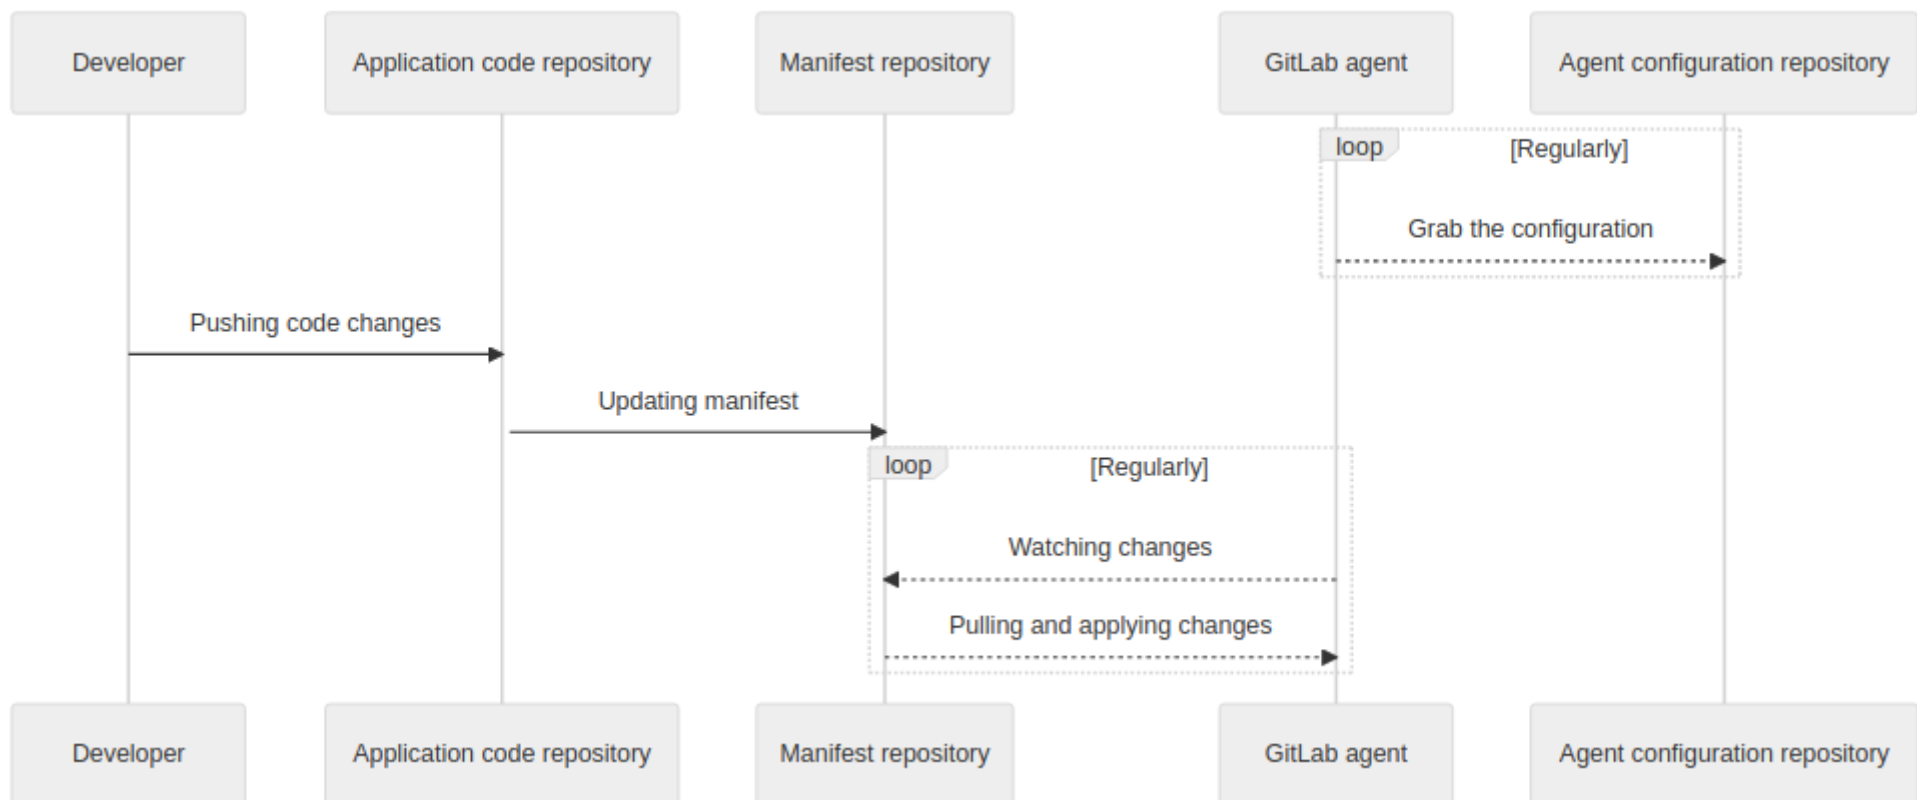 Developer
Application code repository
Manifest repository
GitLab agent
Agent configuration repository
loop
[Regularly]
Grab the configuration
Pushing code changes
Updating manifest
loop
[Regularly]
Watching changes
Pulling and applying changes
Developer
Application code repository
Manifest repository
GitLab agent
Agent configuration repository